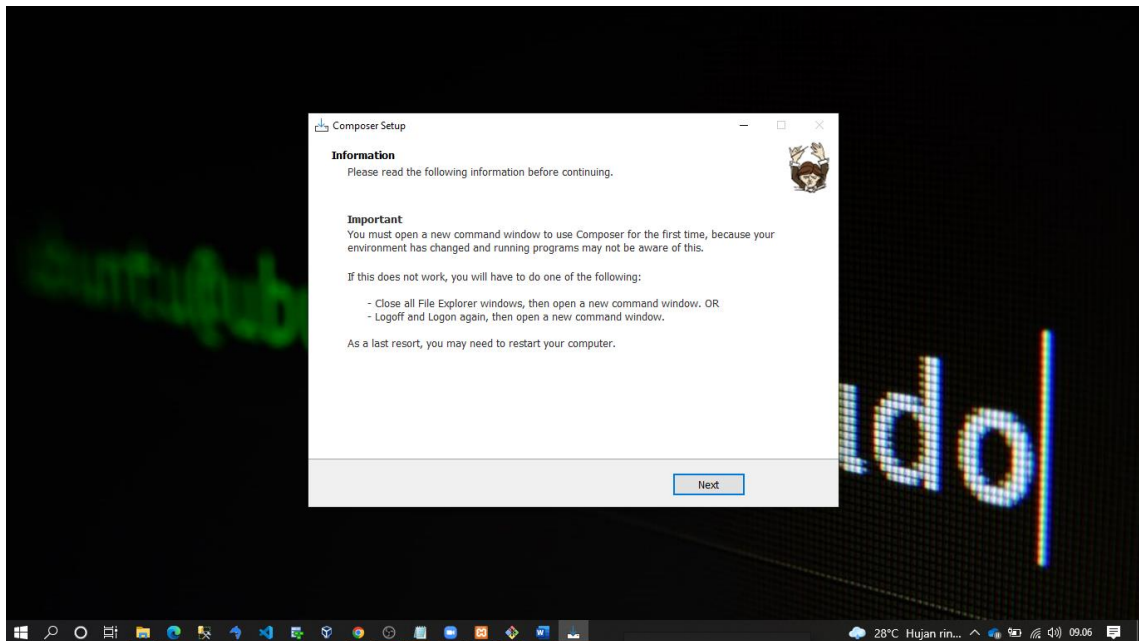 Composer Setup
Information
Please read the following information before continuing.
Important
You must open a new command window to use Composer for the first time, because your
environment has changed and running programs may not be aware of this.
If this does not work, you will have to do one of the following:
- Close all File Explorer windows, then open a new command window. OR
- Logoff and Logon again, then open a new command window.
As a last resort, you may need to restart your computer.
Next
28°C Hujan rin... 09.06